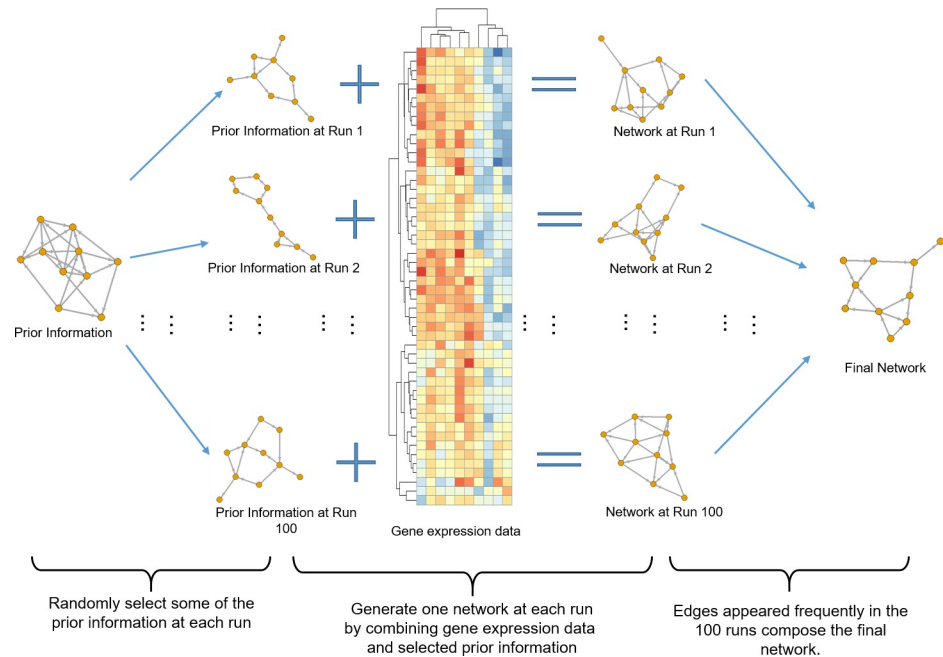 Prior Information at Run 1
Network at Run 1
Prior Information at Run 2
Network at Run 2
Prior Information
Final Network
Prior Information at Run
100
Network at Run 100
Gene expression data
Randomly select some of the
prior information at each run
Generate one network at each run
by combining gene expression data
and selected prior information
Edges appeared frequently in the
100 runs compose the final
network.